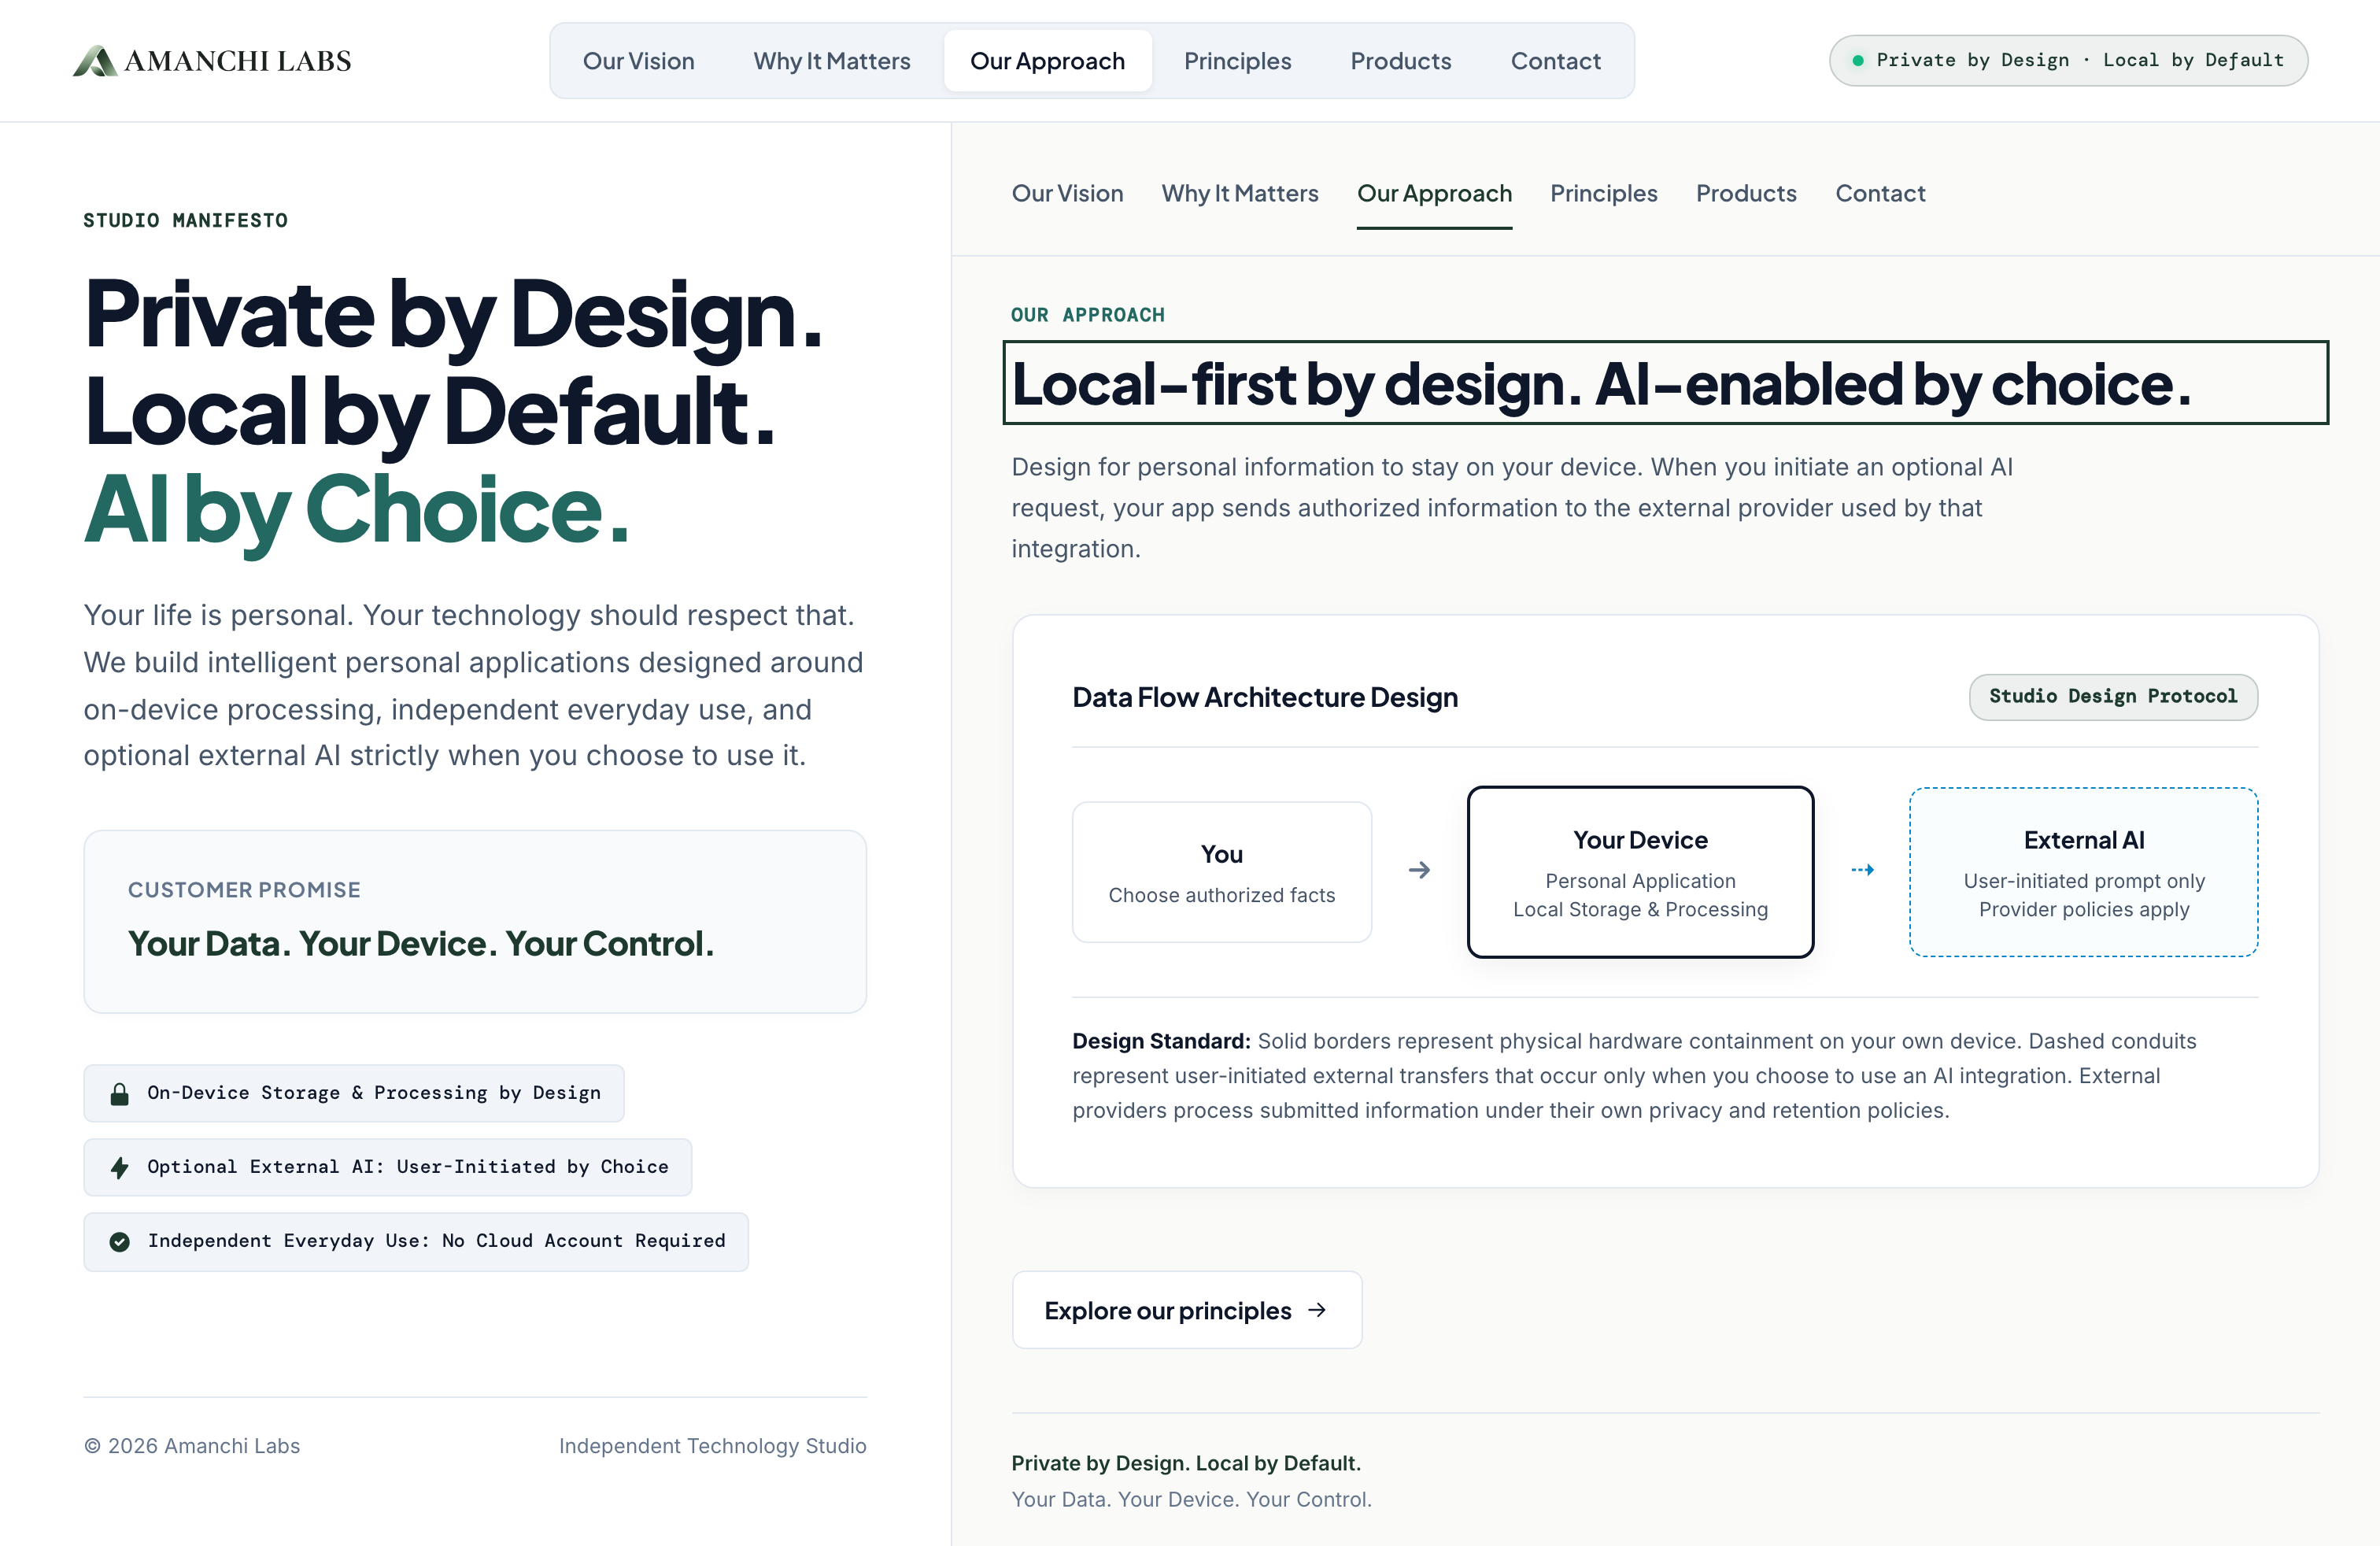 AMANCHI LABS
Our Vision
Why It Matters
Our Approach
Principles
Products
Contact
Private by Design · Local by Default
STUDIO MANIFESTO
Private by Design.
Local by Default.
AI by Choice.
Your life is personal. Your technology should respect that.
We build intelligent personal applications designed around
on-device processing, independent everyday use, and
optional external AI strictly when you choose to use it.
CUSTOMER PROMISE
Your Data. Your Device. Your Control.
On-Device Storage & Processing by Design
Optional External AI: User-Initiated by Choice
Independent Everyday Use: No Cloud Account Required
© 2026 Amanchi Labs
Independent Technology Studio
Our Vision
Why It Matters
Our Approach
Principles
Products
Contact
OUR APPROACH
Local-first by design. AI-enabled by choice.
Design for personal information to stay on your device. When you initiate an optional AI
request, your app sends authorized information to the external provider used by that
integration.
Data Flow Architecture Design
Studio Design Protocol
You
Choose authorized facts
Your Device
Personal Application
Local Storage & Processing
External AI
User-initiated prompt only
Provider policies apply
Design Standard: Solid borders represent physical hardware containment on your own device. Dashed conduits
represent user-initiated external transfers that occur only when you choose to use an AI integration. External
providers process submitted information under their own privacy and retention policies.
Explore our principles
Private by Design. Local by Default.
Your Data. Your Device. Your Control.